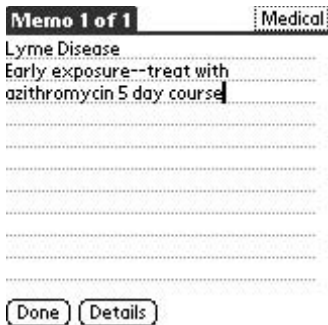 Memo 1 of 1 Medical
Lyme Disease
Early exposure--treat with
azithromycin 5 day course
Done Details